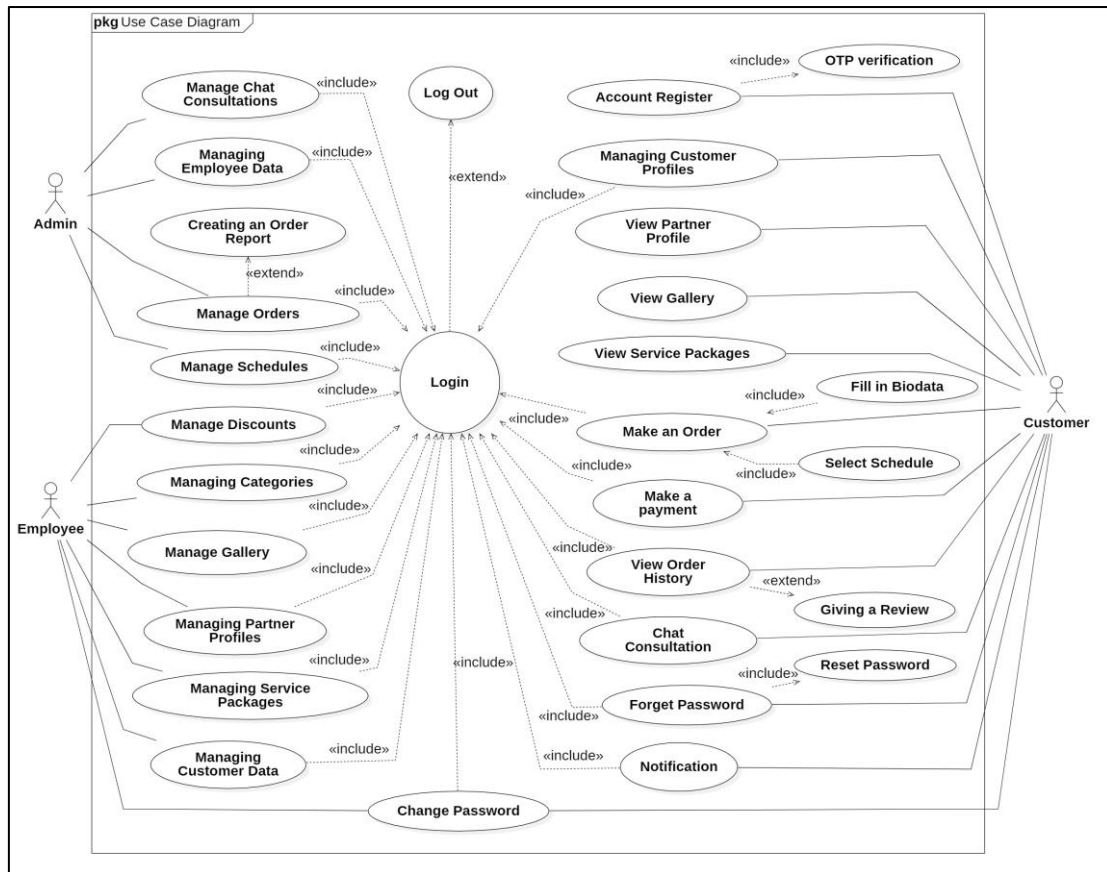 pkg Use Case Diagram
«include»
OTP verification
Manage Chat
Consultations
«include»
Log Out
Account Register
Managing
Employee Data
«include»
«extend»
Managing Customer
Profiles
«include»
Admin
Creating an Order
Report
View Partner
Profile
«extend»
Manage Orders
«include»
View Gallery
Manage Schedules
«include»
View Service Packages
Login
«include»
Fill in Biodata
«include»
Manage Discounts
«include»
Make an Order
Customer
«include»
«include»
Select Schedule
Managing Categories
«include»
Make a
payment
Employee
«include»
Manage Gallery
«include»
View Order
History
«extend»
«include»
Giving a Review
Managing Partner
Profiles
«include»
Chat
Consultation
«include»
«include»
«include»
Reset Password
Managing Service
Packages
Forget Password
«include»
«include»
Managing
Customer Data
«include»
Notification
Change Password